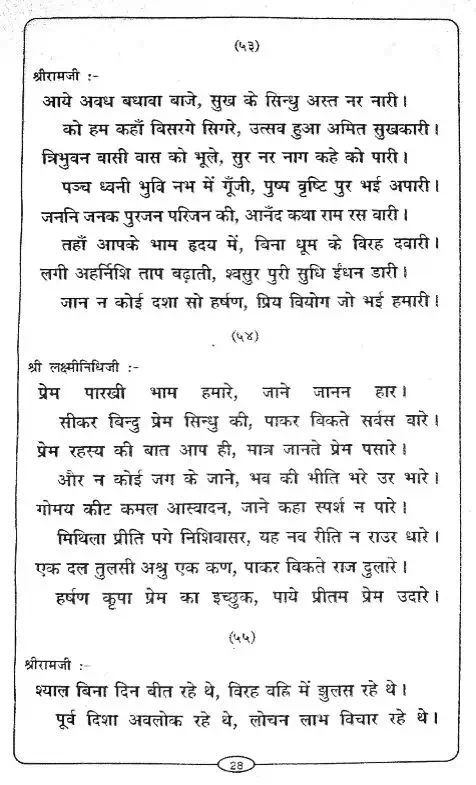 (५३)
श्रीरामजी :-
आये अवध बधावा बाजे, सुख के सिन्धु अस्त नर नारी।
को हम कहाँ बिसरगे सिगरे, उत्सव हुआ अमित सुखकारी।
त्रिभुवन वासी वास को भूले, सुर नर नाग कहे को पारी।
पञ्च ध्वनी भुवि नभ में गूँजी, पुष्प वृष्टि पुर भई अपारी।
जननि जनक पुरजन परिजन की, आनँद कथा राम रस वारी।
तहाँ आपके भाम हृदय में, बिना धूम के विरह दवारी।
लगी अहर्निशि ताप बढ़ाती, श्वसुर पुरी सुधि ईंधन डारी।
जान न कोई दशा सो हर्षण, प्रिय वियोग जो भई हमारी।
(५४)
श्री लक्ष्मीनिधिजी :-
प्रेम पारखी भाम हमारे, जाने जानन हार।
सीकर बिन्दु प्रेम सिन्धु की, पाकर विकते सर्वस बारे।
प्रेम रहस्य की बात आप ही, मात्र जानते प्रेम पसारे।
और न कोई जग के जाने, भव की भीति भरे उर भारे।
गोमय कीट कमल आस्वादन, जाने कहा स्पर्श न पारे।
मिथिला प्रीति पगे निशिवासर, यह नव रीति न राउर धारे।
एक दल तुलसी अश्रु एक कण, पाकर विकते राज दुलारे।
हर्षण कृपा प्रेम का इच्छुक, पाये प्रीतम प्रेम उदारे।
(५५)
श्रीरामजी :-
श्याल बिना दिन बीत रहे थे, विरह वह्नि में झुलस रहे थे।
पूर्व दिशा अवलोक रहे थे, लोचन लाभ विचार रहे थे।
28